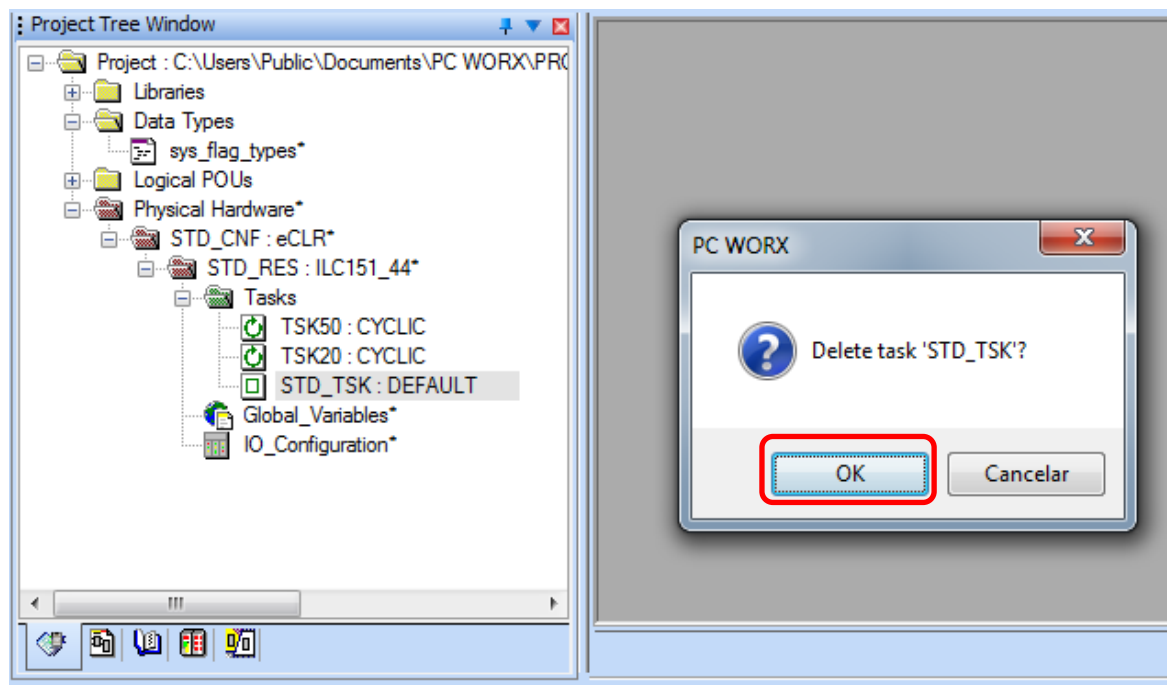 Project Tree Window
Project : C:\Users\Public\Documents\PC WORX\PRO
Libraries
Data Types
sys_flag_types*
Logical POUs
Physical Hardware*
STD_CNF : eCLR*
STD_RES : ILC151_44*
Tasks
TSK50 : CYCLIC
TSK20 : CYCLIC
STD_TSK : DEFAULT
Global_Variables*
IO_Configuration*
PC WORX
Delete task 'STD_TSK'?
OK
Cancelar